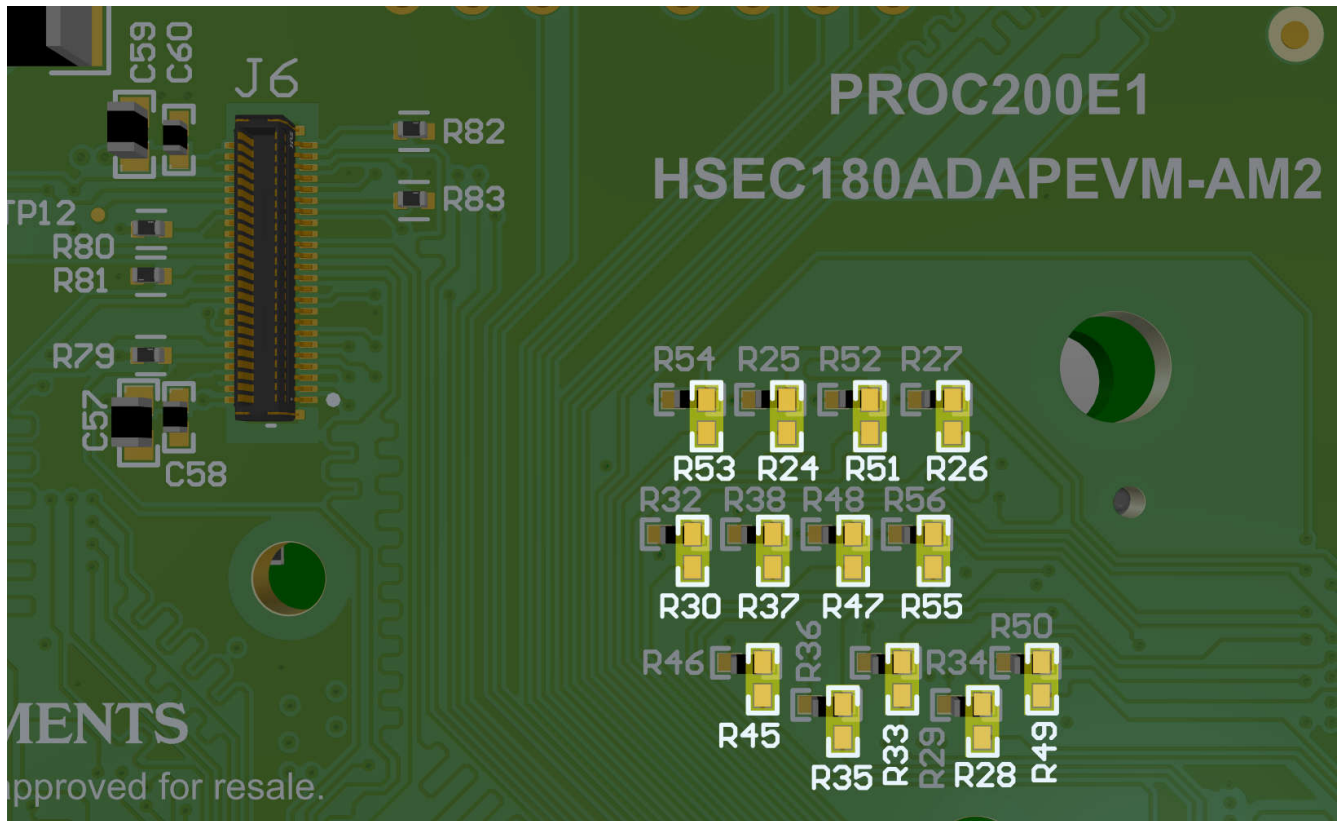 C59
C60
J6
PROC200E1
R82
HSEC180ADAPEVM-AM2
R83
TP12
R80
R81
R79
R54 R25 R52 R27
C57
R53 R24 R51 R26
C58
R32 R38 R48 R56
R30 R37 R47 R55
R50
R36
R46
R34
MENTS
R45
R33
R29
R49
R35
R28
approved for resale.